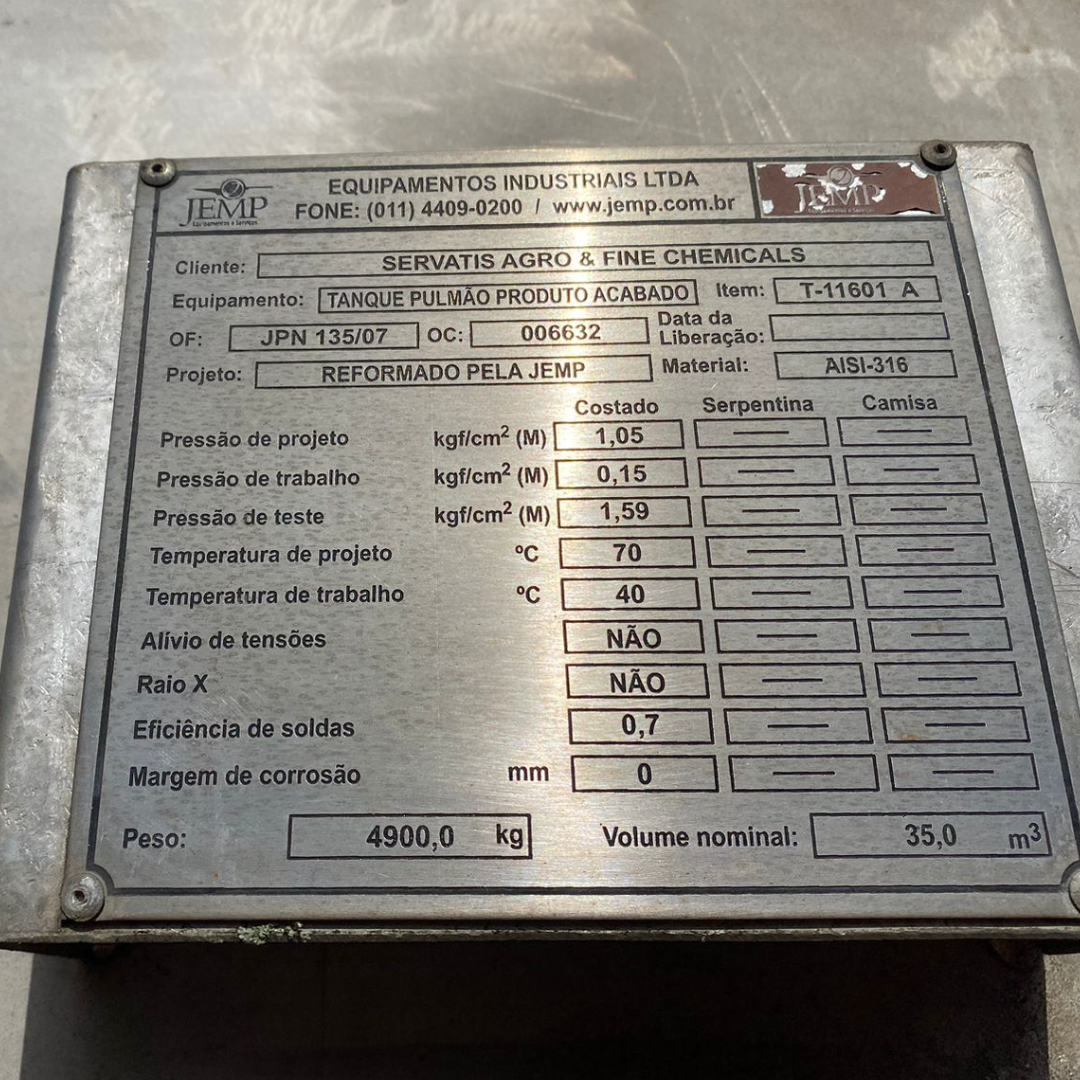 JEMP
Equipamentos e Serviços
EQUIPAMENTOS INDUSTRIAIS LTDA
FONE: (011) 4409-0200 / www.jemp.com.br
JEMP
Cliente: SERVATIS AGRO & FINE CHEMICALS
Equipamento: TANQUE PULMÃO PRODUTO ACABADO Item: T-11601 A
OF: JPN 135/07 OC: 006632 Data da Liberação:
Projeto: REFORMADO PELA JEMP Material: AISI-316
Costado Serpentina Camisa
Pressão de projeto kgf/cm² (M) 1,05 — —
Pressão de trabalho kgf/cm² (M) 0,15 — —
Pressão de teste kgf/cm² (M) 1,59 — —
Temperatura de projeto ºC 70 — —
Temperatura de trabalho ºC 40 — —
Alívio de tensões NÃO — —
Raio X NÃO — —
Eficiência de soldas 0,7 — —
Margem de corrosão mm 0 — —
Peso: 4900,0 kg Volume nominal: 35,0 m³